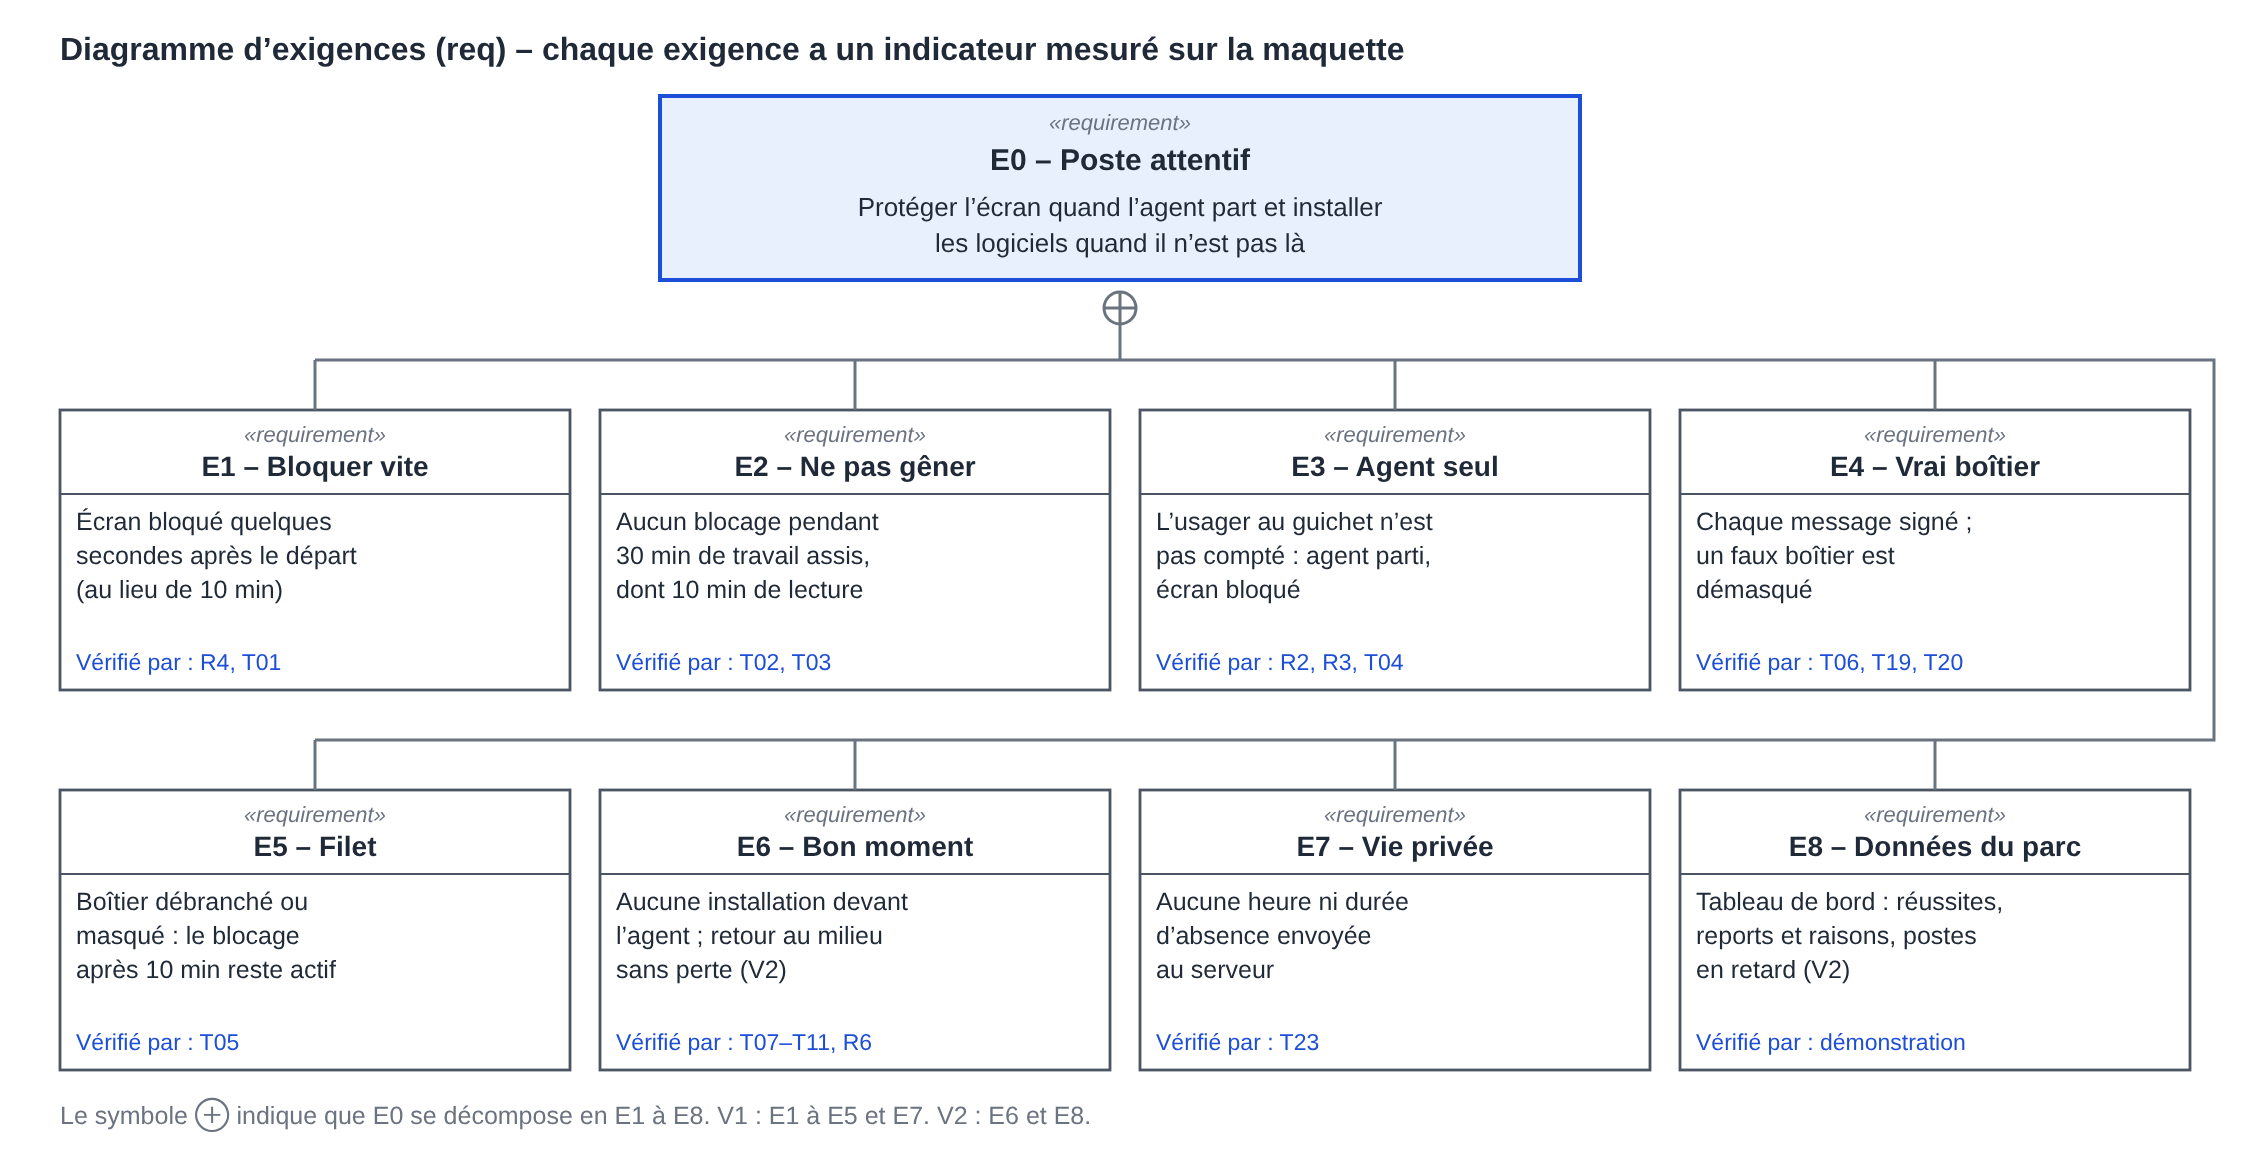 Diagramme d’exigences (req) – chaque exigence a un indicateur mesuré sur la maquette
«requirement»
E0 – Poste attentif
Protéger l’écran quand l’agent part et installer
les logiciels quand il n’est pas là
«requirement»
E1 – Bloquer vite
Écran bloqué quelques
secondes après le départ
(au lieu de 10 min)
Vérifié par : R4, T01
«requirement»
E2 – Ne pas gêner
Aucun blocage pendant
30 min de travail assis,
dont 10 min de lecture
Vérifié par : T02, T03
«requirement»
E3 – Agent seul
L’usager au guichet n’est
pas compté : agent parti,
écran bloqué
Vérifié par : R2, R3, T04
«requirement»
E4 – Vrai boîtier
Chaque message signé ;
un faux boîtier est
démasqué
Vérifié par : T06, T19, T20
«requirement»
E5 – Filet
Boîtier débranché ou
masqué : le blocage
après 10 min reste actif
Vérifié par : T05
«requirement»
E6 – Bon moment
Aucune installation devant
l’agent ; retour au milieu
sans perte (V2)
Vérifié par : T07–T11, R6
«requirement»
E7 – Vie privée
Aucune heure ni durée
d’absence envoyée
au serveur
Vérifié par : T23
«requirement»
E8 – Données du parc
Tableau de bord : réussites,
reports et raisons, postes
en retard (V2)
Vérifié par : démonstration
Le symbole ⊕ indique que E0 se décompose en E1 à E8. V1 : E1 à E5 et E7. V2 : E6 et E8.